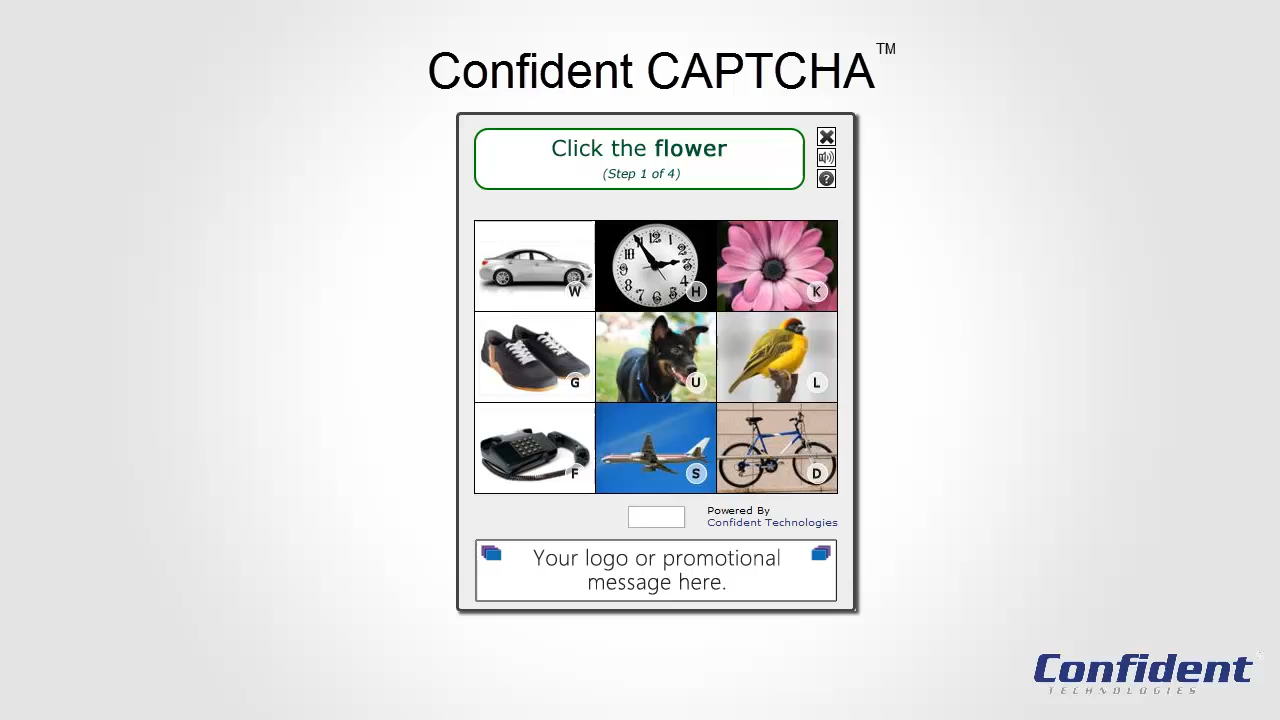 Confident CAPTCHA™
Click the flower
(Step 1 of 4)
W
H
K
G
U
L
F
S
D
Powered By
Confident Technologies
Your logo or promotional
message here.
Confident
TECHNOLOGIES